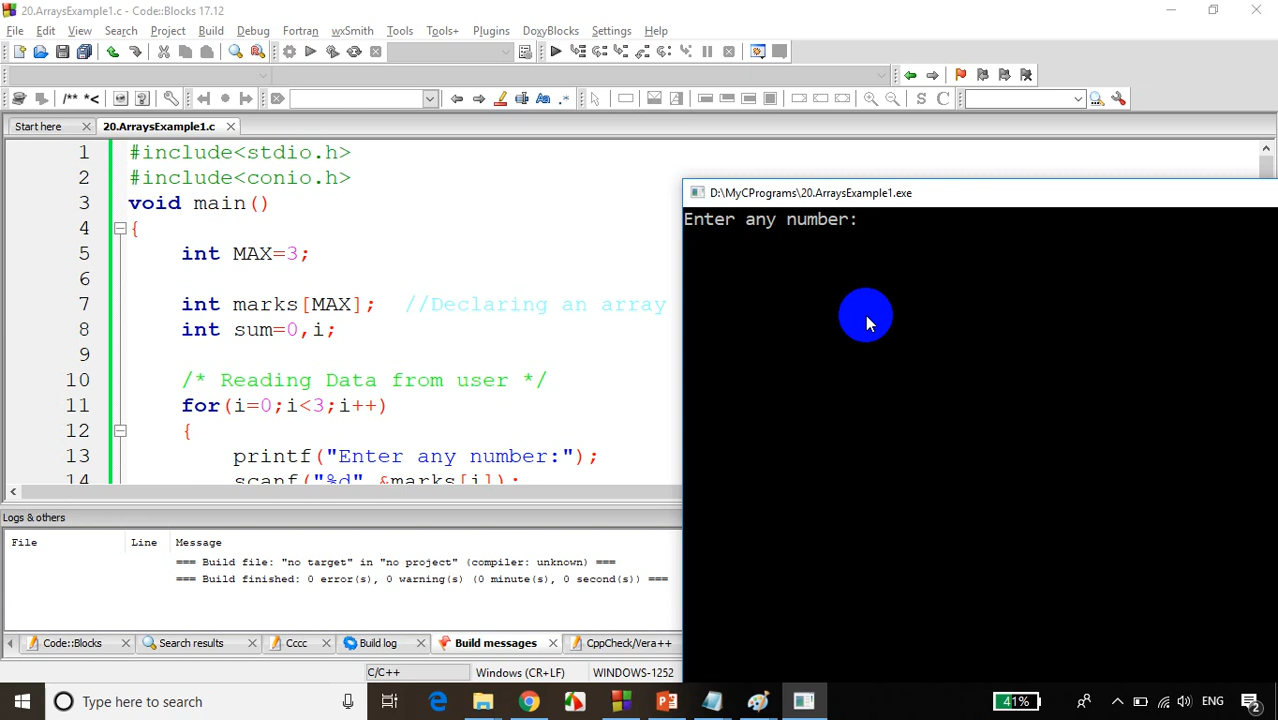 20.ArraysExample1.c - Code::Blocks 17.12
File Edit View Search Project Build Debug Fortran wxSmith Tools Tools+ Plugins DoxyBlocks Settings Help
/** *<
S C
Start here 20.ArraysExample1.c
1 #include<stdio.h>
2 #include<conio.h>
3 void main()
4 {
5 int MAX=3;
6
7 int marks[MAX]; //Declaring an array
8 int sum=0,i;
9
10 /* Reading Data from user */
11 for(i=0;i<3;i++)
12 {
13 printf("Enter any number:");
14 scanf("%d" &marks[i]);
D:\MyCPrograms\20.ArraysExample1.exe
Enter any number:
Logs & others
File Line Message
=== Build file: "no target" in "no project" (compiler: unknown) ===
=== Build finished: 0 error(s), 0 warning(s) (0 minute(s), 0 second(s)) ===
Code::Blocks Search results Cccc Build log Build messages CppCheck/Vera++
C/C++ Windows (CR+LF) WINDOWS-1252
Type here to search 41% ENG 2